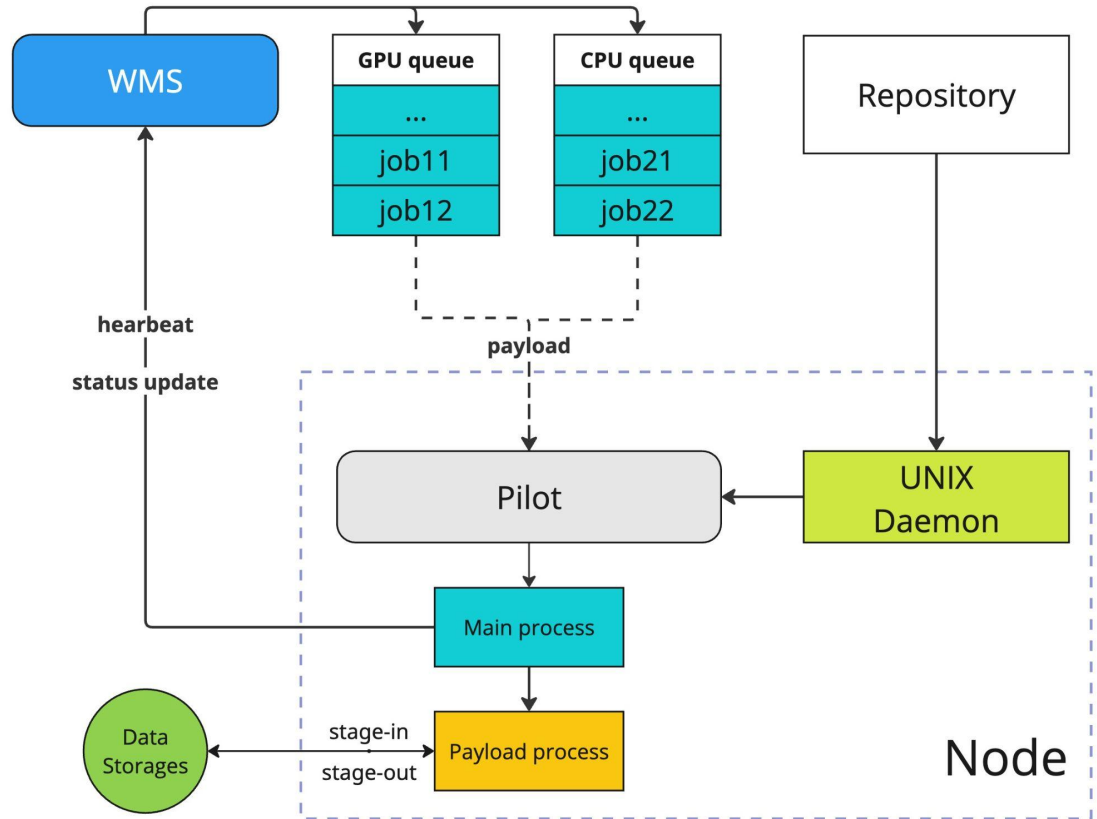 WMS
GPU queue
...
job11
job12
CPU queue
...
job21
job22
Repository
hearbeat
status update
payload
Pilot
UNIX
Daemon
Main process
Data
Storages
stage-in
stage-out
Payload process
Node